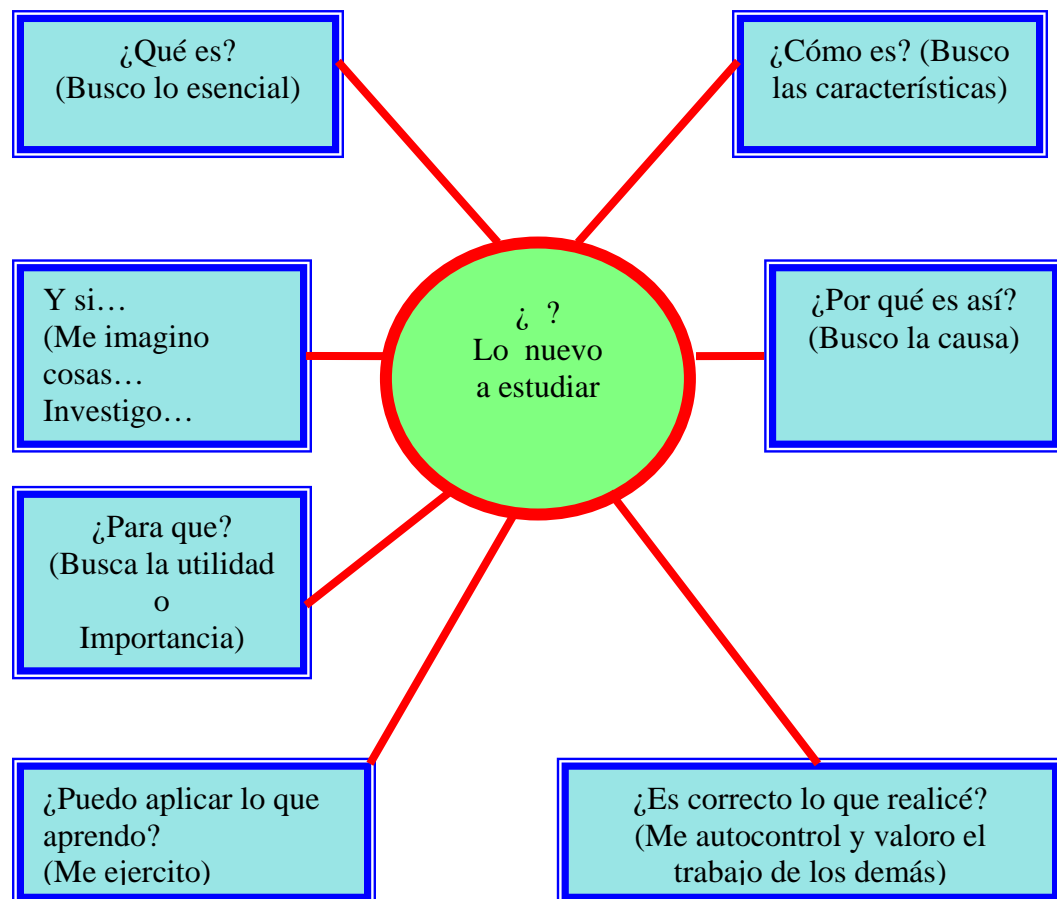 ¿Qué es?
(Busco lo esencial)
¿Cómo es? (Busco
las características)
Y si…
(Me imagino
cosas…
Investigo…
¿ ?
Lo nuevo
a estudiar
¿Por qué es así?
(Busco la causa)
¿Para que?
(Busca la utilidad
o
Importancia)
¿Puedo aplicar lo que
aprendo?
(Me ejercito)
¿Es correcto lo que realicé?
(Me autocontrol y valoro el
trabajo de los demás)